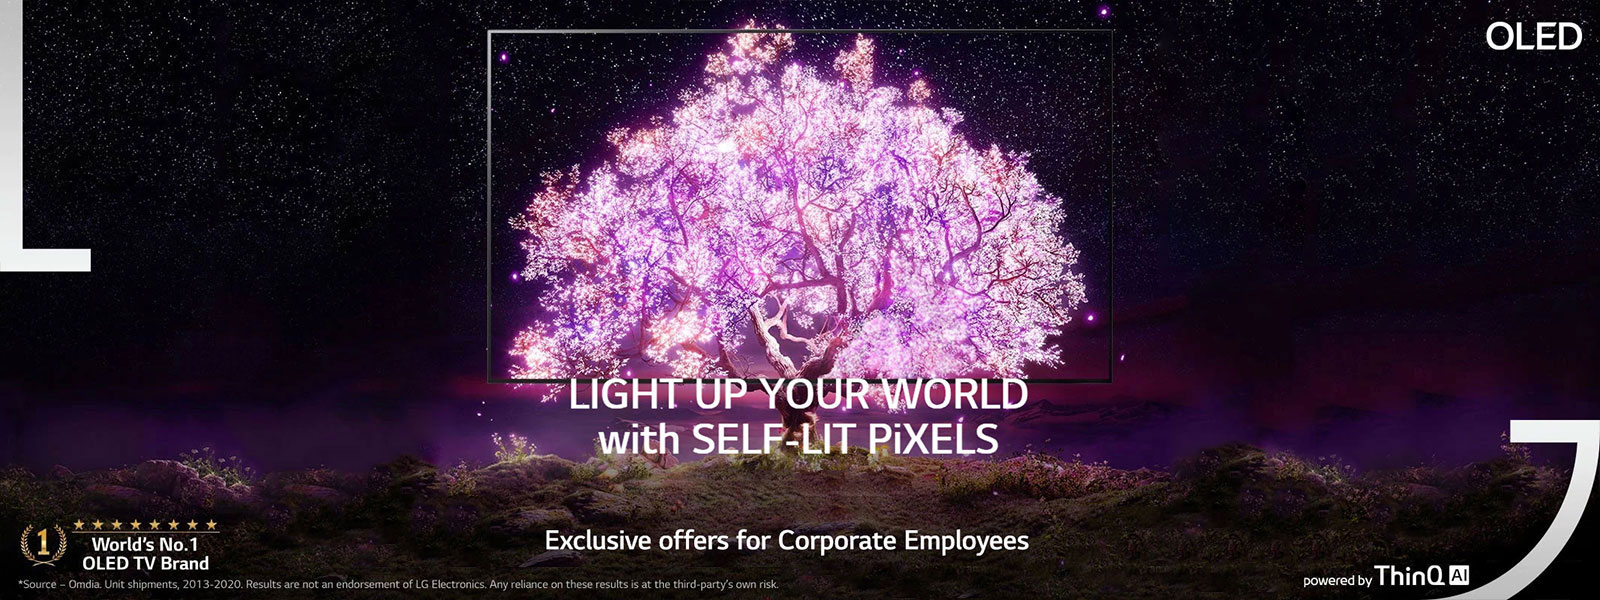 OLED
LIGHT UP YOUR WORLD
with SELF-LIT PiXELS
Exclusive offers for Corporate Employees
1
World's No.1
OLED TV Brand
*Source – Omdia. Unit shipments, 2013-2020. Results are not an endorsement of LG Electronics. Any reliance on these results is at the third-party's own risk.
powered by ThinQ AI